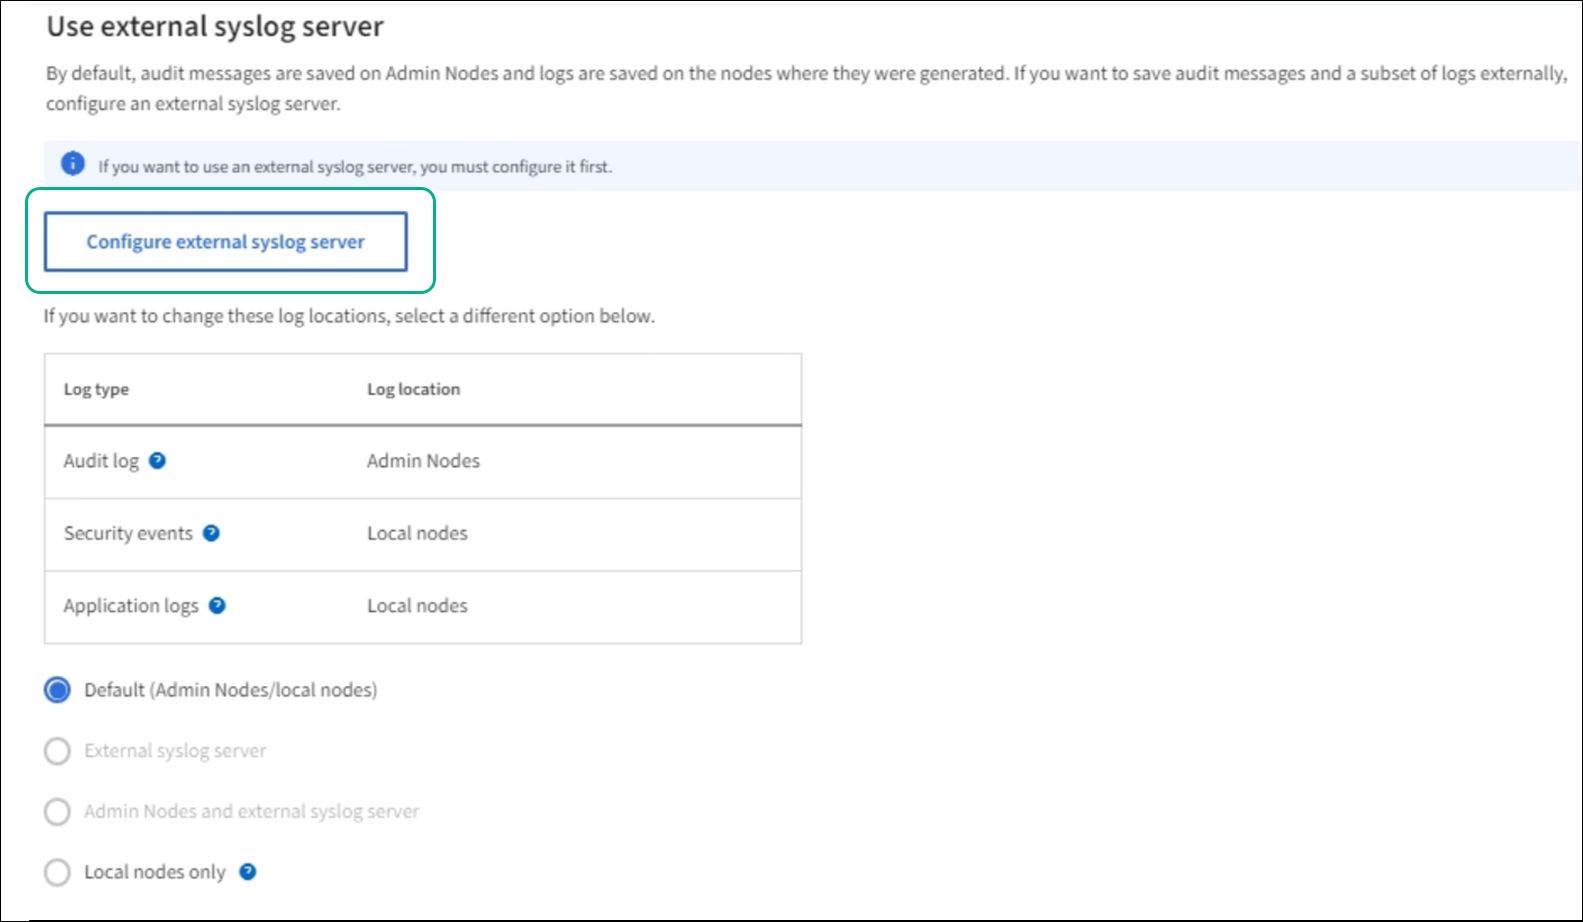 Use external syslog server
By default, audit messages are saved on Admin Nodes and logs are saved on the nodes where they were generated. If you want to save audit messages and a subset of logs externally,
configure an external syslog server.
If you want to use an external syslog server, you must configure it first.
Configure external syslog server
If you want to change these log locations, select a different option below.
Log type Log location
Audit log ? Admin Nodes
Security events ? Local nodes
Application logs ? Local nodes
Default (Admin Nodes/local nodes)
External syslog server
Admin Nodes and external syslog server
Local nodes only ?